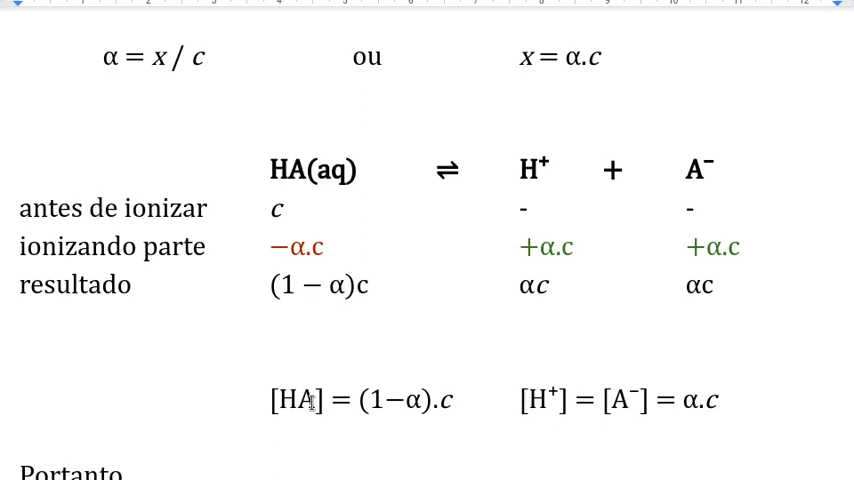 α = x / c ou x = α.c
HA(aq) ⇌ H⁺ + A⁻
antes de ionizar c - -
ionizando parte −α.c +α.c +α.c
resultado (1 − α)c αc αc
[HA] = (1−α).c [H⁺] = [A⁻] = α.c
Portanto